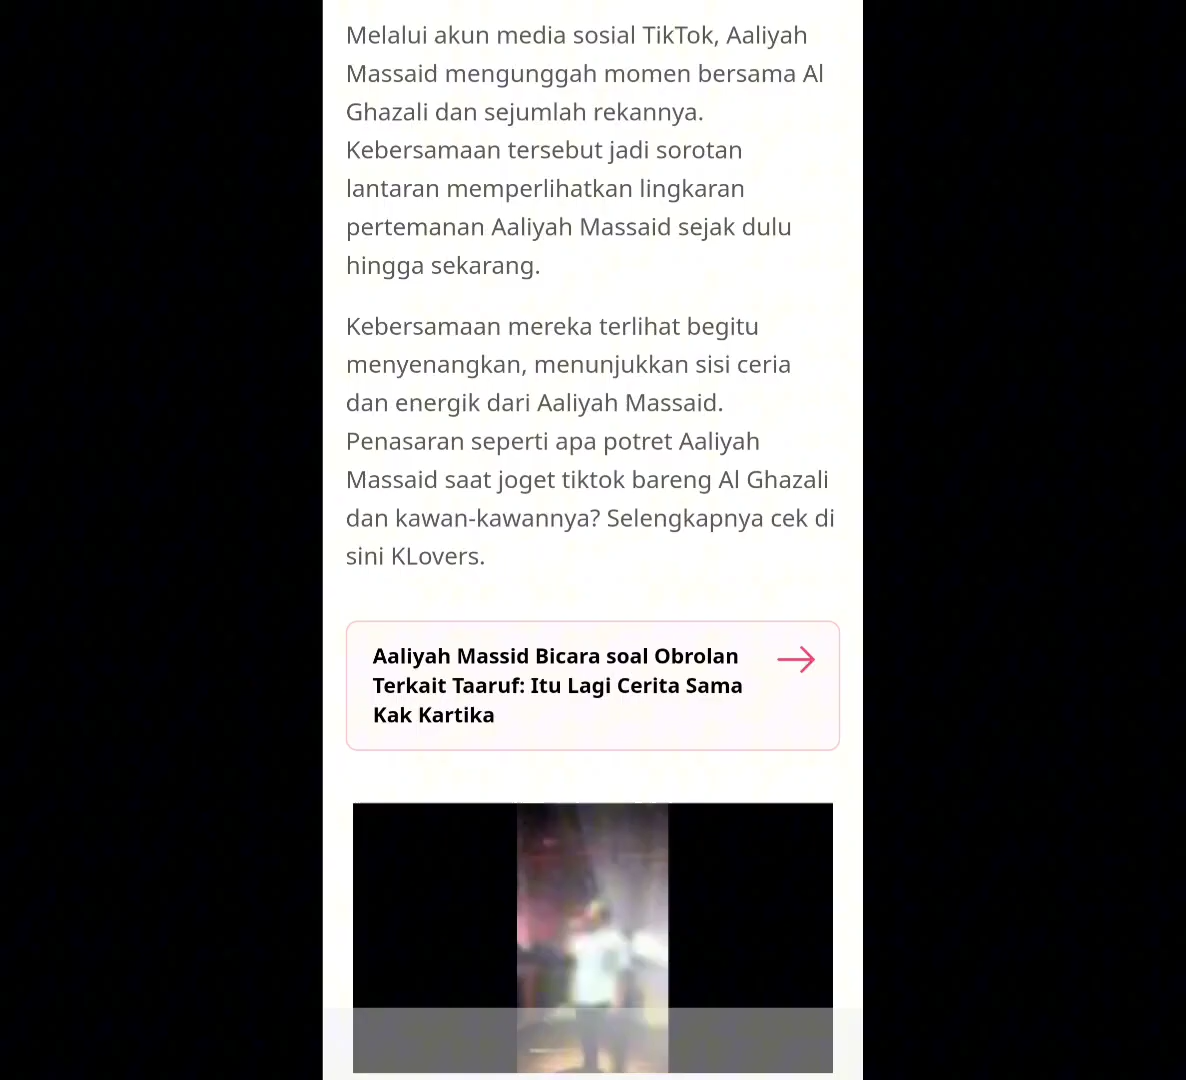 Melalui akun media sosial TikTok, Aaliyah
Massaid mengunggah momen bersama Al
Ghazali dan sejumlah rekannya.
Kebersamaan tersebut jadi sorotan
lantaran memperlihatkan lingkaran
pertemanan Aaliyah Massaid sejak dulu
hingga sekarang.
Kebersamaan mereka terlihat begitu
menyenangkan, menunjukkan sisi ceria
dan energik dari Aaliyah Massaid.
Penasaran seperti apa potret Aaliyah
Massaid saat joget tiktok bareng Al Ghazali
dan kawan-kawannya? Selengkapnya cek di
sini KLovers.
Aaliyah Massid Bicara soal Obrolan
Terkait Taaruf: Itu Lagi Cerita Sama
Kak Kartika